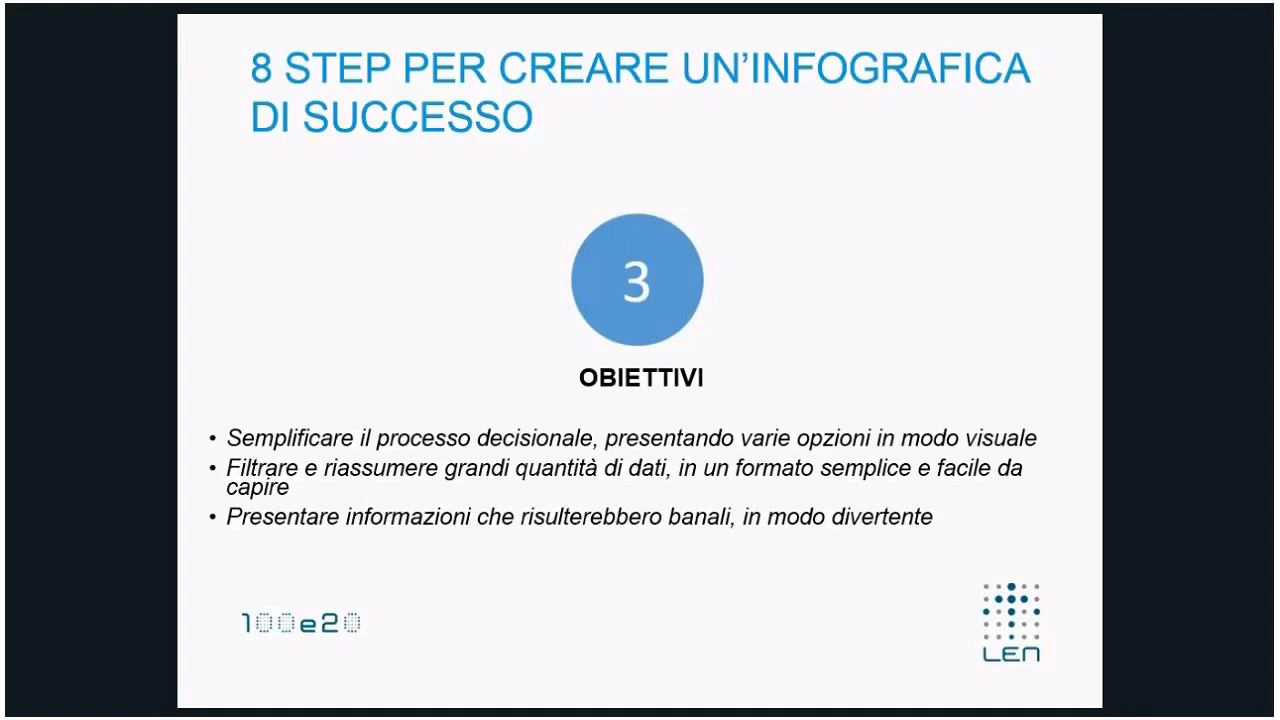 8 STEP PER CREARE UN’INFOGRAFICA
DI SUCCESSO
3
OBIETTIVI
• Semplificare il processo decisionale, presentando varie opzioni in modo visuale
• Filtrare e riassumere grandi quantità di dati, in un formato semplice e facile da
capire
• Presentare informazioni che risulterebbero banali, in modo divertente
100e20
LEN